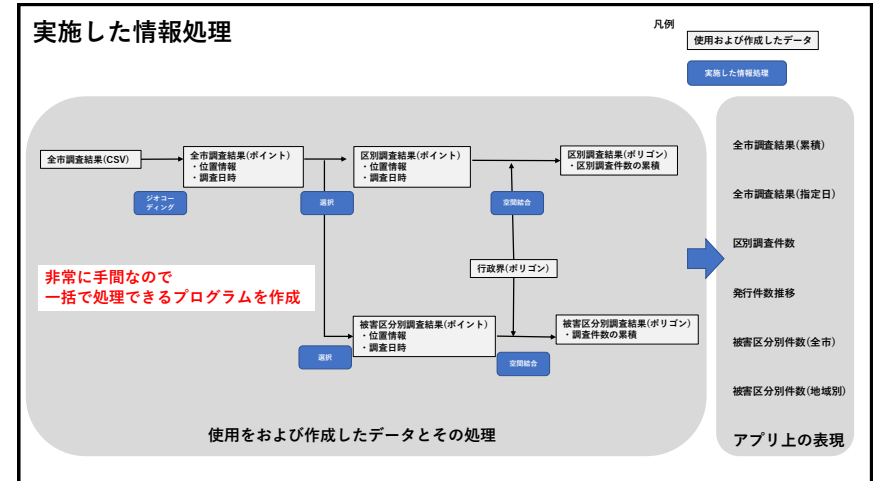 実施した情報処理
凡例
使用および作成したデータ
実施した情報処理
全市調査結果(CSV)
全市調査結果(ポイント)
・位置情報
・調査日時
区別調査結果(ポイント)
・位置情報
・調査日時
区別調査結果(ポリゴン)
・区別調査件数の累積
ジオコー
ディング
選択
空間結合
行政界(ポリゴン)
非常に手間なので
一括で処理できるプログラムを作成
被害区分別調査結果(ポイント)
・位置情報
・調査日時
被害区分別調査結果(ポリゴン)
・調査件数の累積
選択
空間結合
使用をおよび作成したデータとその処理
全市調査結果(累積)
全市調査結果(指定日)
区別調査件数
発行件数推移
被害区分別件数(全市)
被害区分別件数(地域別)
アプリ上の表現